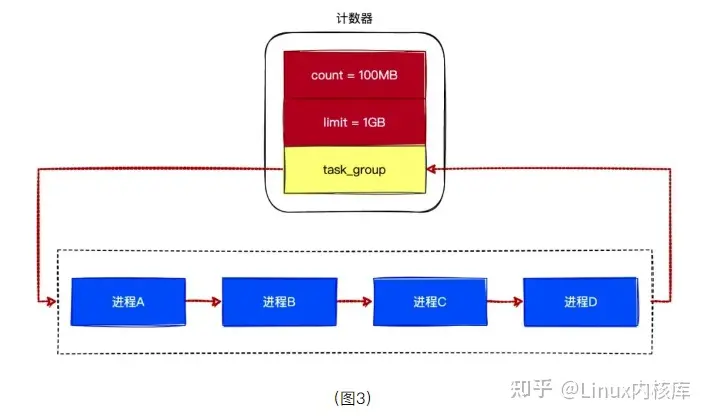 计数器
count = 100MB
limit = 1GB
task_group
进程A
进程B
进程C
进程D
(图3)
知乎 @Linux内核库